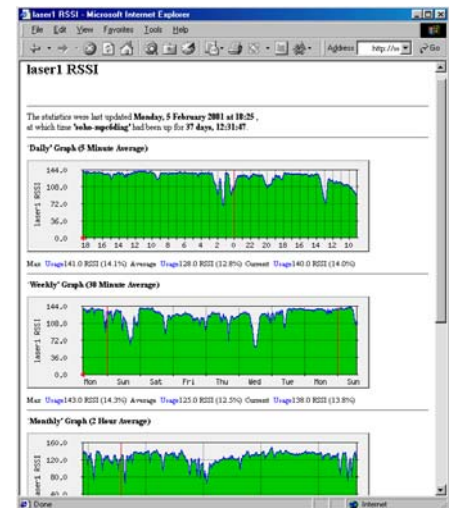 laser1 RSSI - Microsoft Internet Explorer
File Edit View Favorites Tools Help
Address http://w Go
laser1 RSSI
The statistics were last updated Monday, 5 February 2001 at 10:25 ,
at which time 'soho-mpc6ding' had been up for 37 days, 12:31:47.
'Daily' Graph (5 Minute Average)
laser1 RSSI
144.0
108.0
72.0
36.0
0.0
18 16 14 12 10 8 6 4 2 0 22 20 18 16 14 12 10
Max Usage141.0 RSSI (14.1%) Average Usage128.0 RSSI (12.8%) Current Usage140.0 RSSI (14.0%)
'Weekly' Graph (30 Minute Average)
laser1 RSSI
144.0
108.0
72.0
36.0
0.0
Mon Sun Sat Fri Thu Wed Tue Mon Sun
Max Usage143.0 RSSI (14.3%) Average Usage125.0 RSSI (12.5%) Current Usage138.0 RSSI (13.8%)
'Monthly' Graph (2 Hour Average)
laser1 RSSI
160.0
120.0
80.0
40.0
Done
Internet